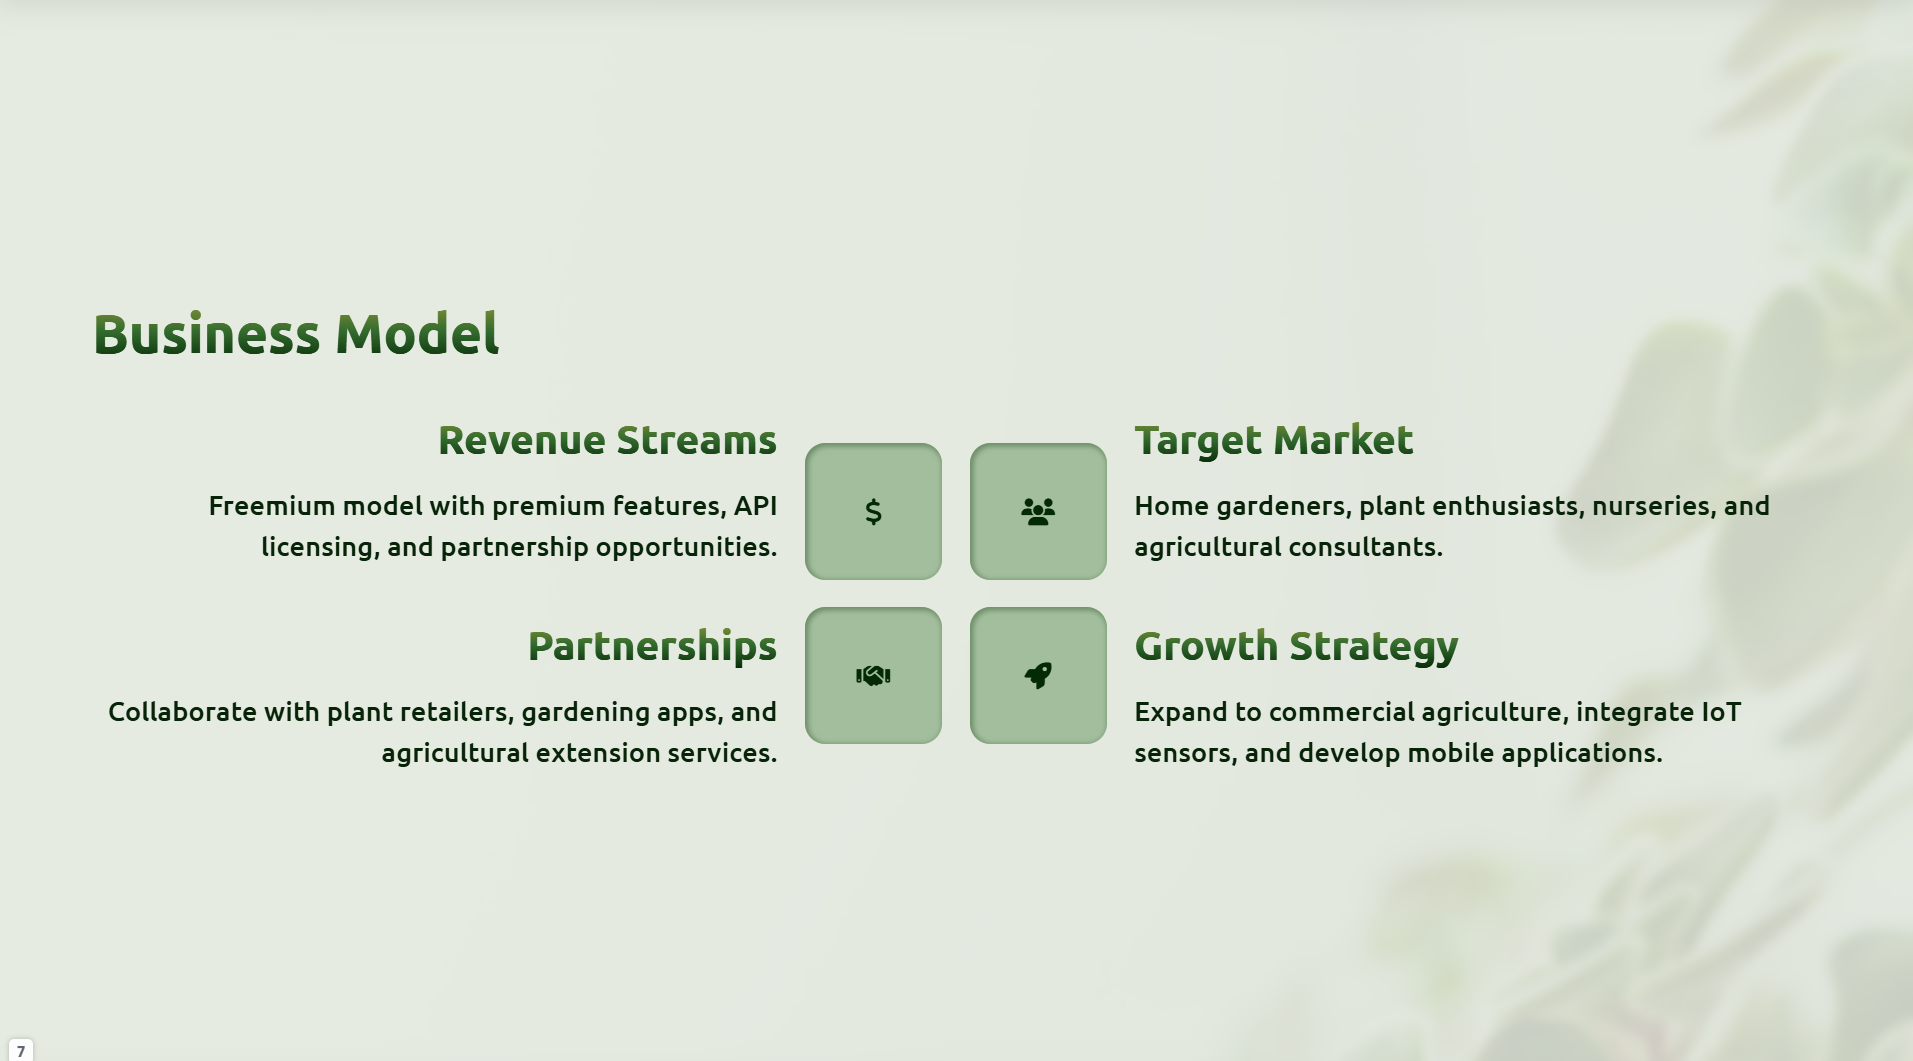 Business Model
Revenue Streams
Freemium model with premium features, API
licensing, and partnership opportunities.
Target Market
Home gardeners, plant enthusiasts, nurseries, and
agricultural consultants.
Partnerships
Collaborate with plant retailers, gardening apps, and
agricultural extension services.
Growth Strategy
Expand to commercial agriculture, integrate IoT
sensors, and develop mobile applications.
7